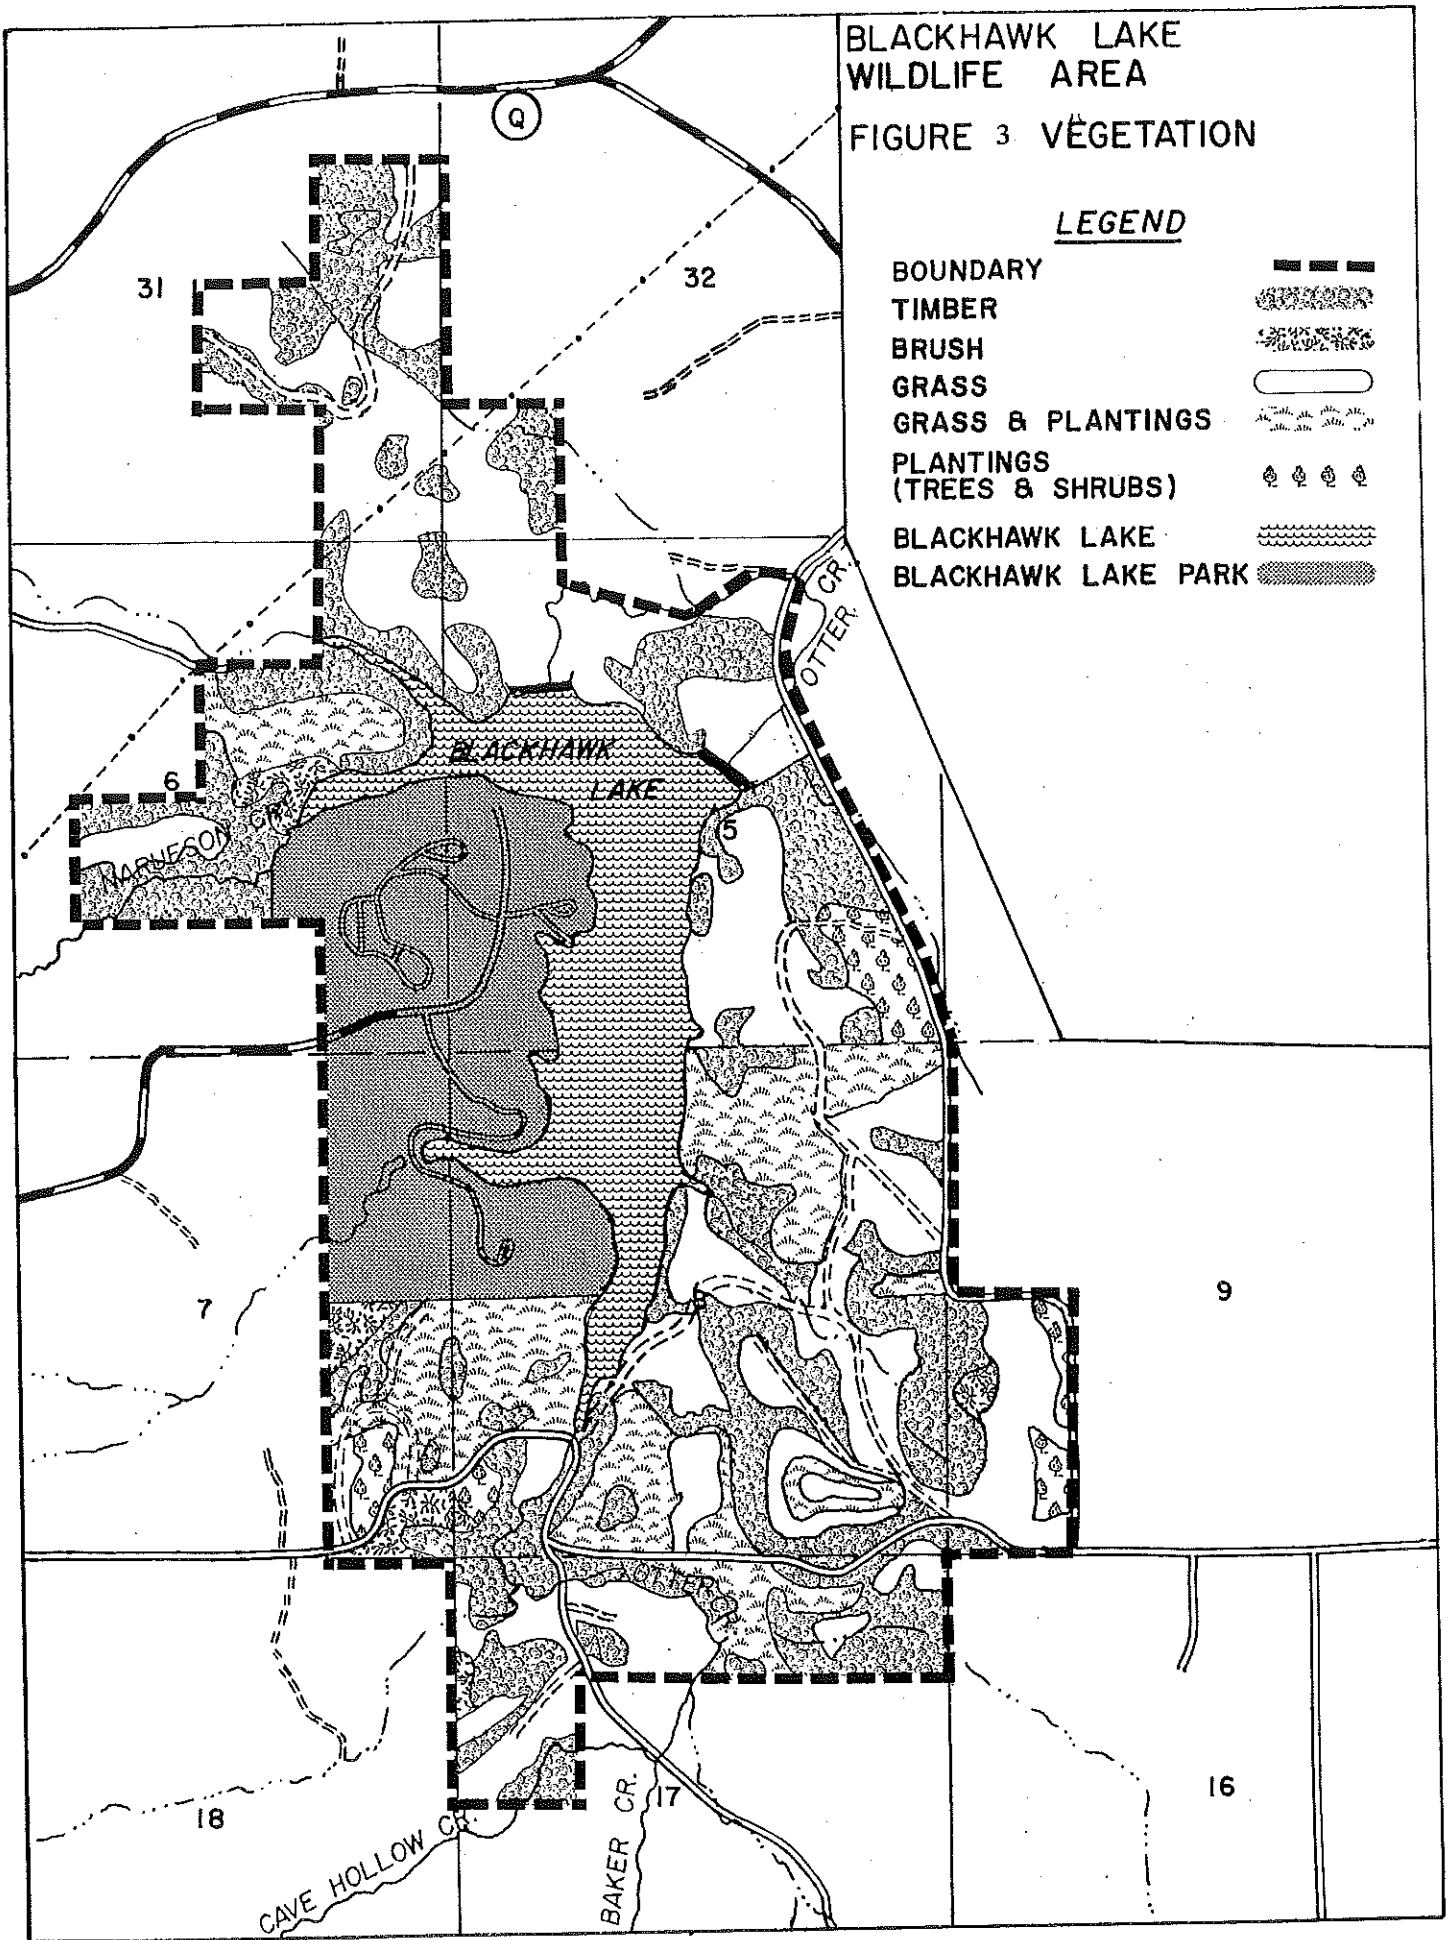 BLACKHAWK LAKE
WILDLIFE AREA
FIGURE 3 VEGETATION
LEGEND
BOUNDARY
TIMBER
BRUSH
GRASS
GRASS & PLANTINGS
PLANTINGS
(TREES & SHRUBS)
BLACKHAWK LAKE
BLACKHAWK LAKE PARK
Q
31
32
OTTER CR.
BLACKHAWK
LAKE
6
5
CR.
7
9
OTTER
CR.
18
17
16
CAVE HOLLOW CR.
BAKER CR.